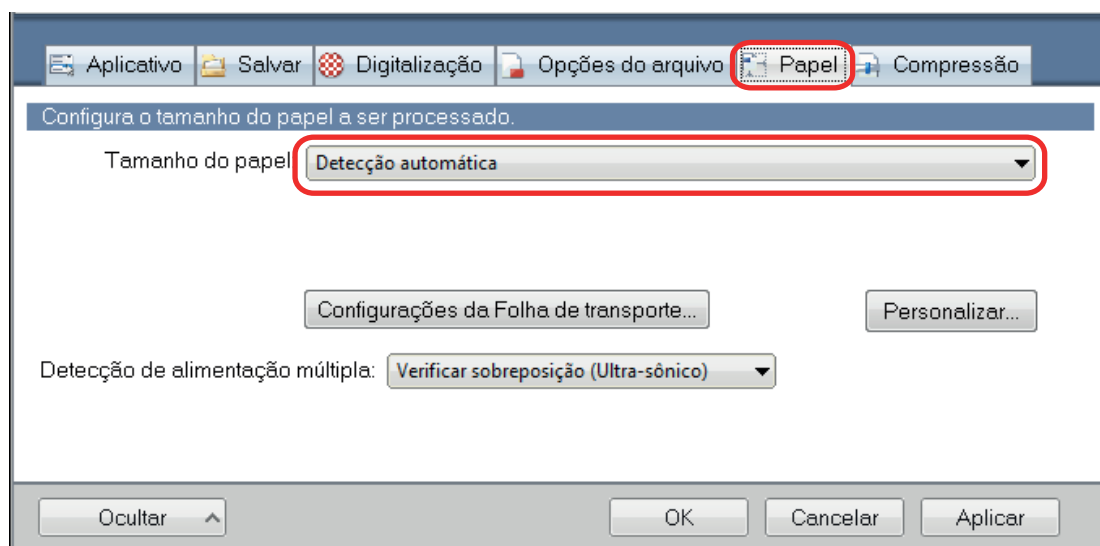 Aplicativo Salvar Digitalização Opções do arquivo Papel Compressão
Configura o tamanho do papel a ser processado.
Tamanho do papel Detecção automática
Configurações da Folha de transporte... Personalizar...
Detecção de alimentação múltipla: Verificar sobreposição (Ultra-sônico)
Ocultar OK Cancelar Aplicar